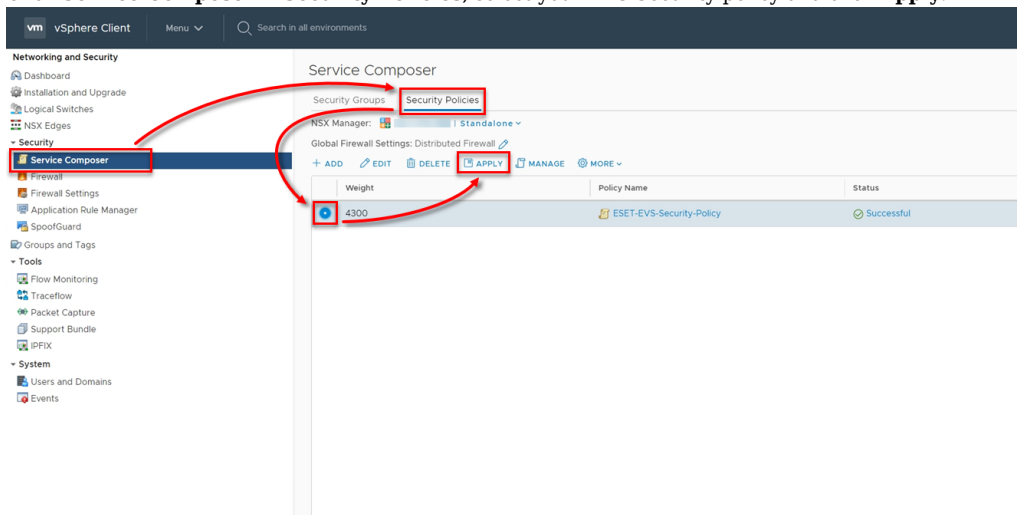 vm vSphere Client Menu Search in all environments
Networking and Security
Dashboard
Installation and Upgrade
Logical Switches
NSX Edges
Security
Service Composer
Firewall
Firewall Settings
Application Rule Manager
SpoofGuard
Groups and Tags
Tools
Flow Monitoring
Traceflow
Packet Capture
Support Bundle
IPFIX
System
Users and Domains
Events
Service Composer
Security Groups Security Policies
NSX Manager: | Standalone
Global Firewall Settings: Distributed Firewall
+ ADD EDIT DELETE APPLY MANAGE MORE
Weight Policy Name Status
4300 ESET-EVS-Security-Policy Successful